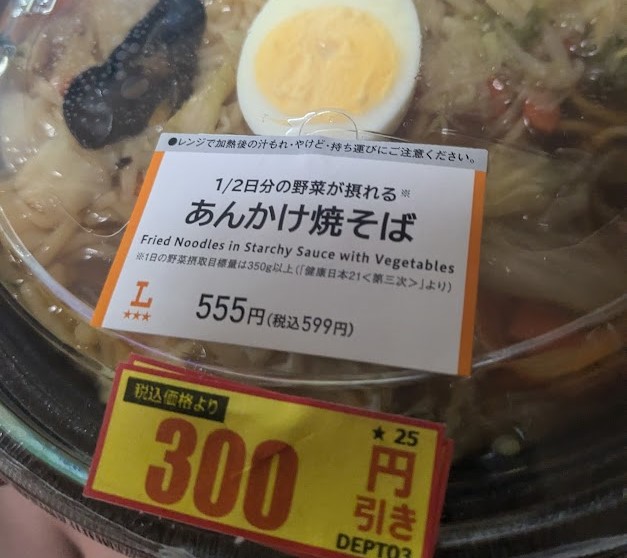 ●レンジで加熱後の汁もれ・やけど・持ち運びにご注意ください。
1/2日分の野菜が摂れる※
あんかけ焼そば
Fried Noodles in Starchy Sauce with Vegetables
※1日の野菜摂取目標量は350g以上(「健康日本21<第三次>」より)
L
★★★
555円(税込599円)
税込価格より
★ 25
300
円
引き
DEPT03